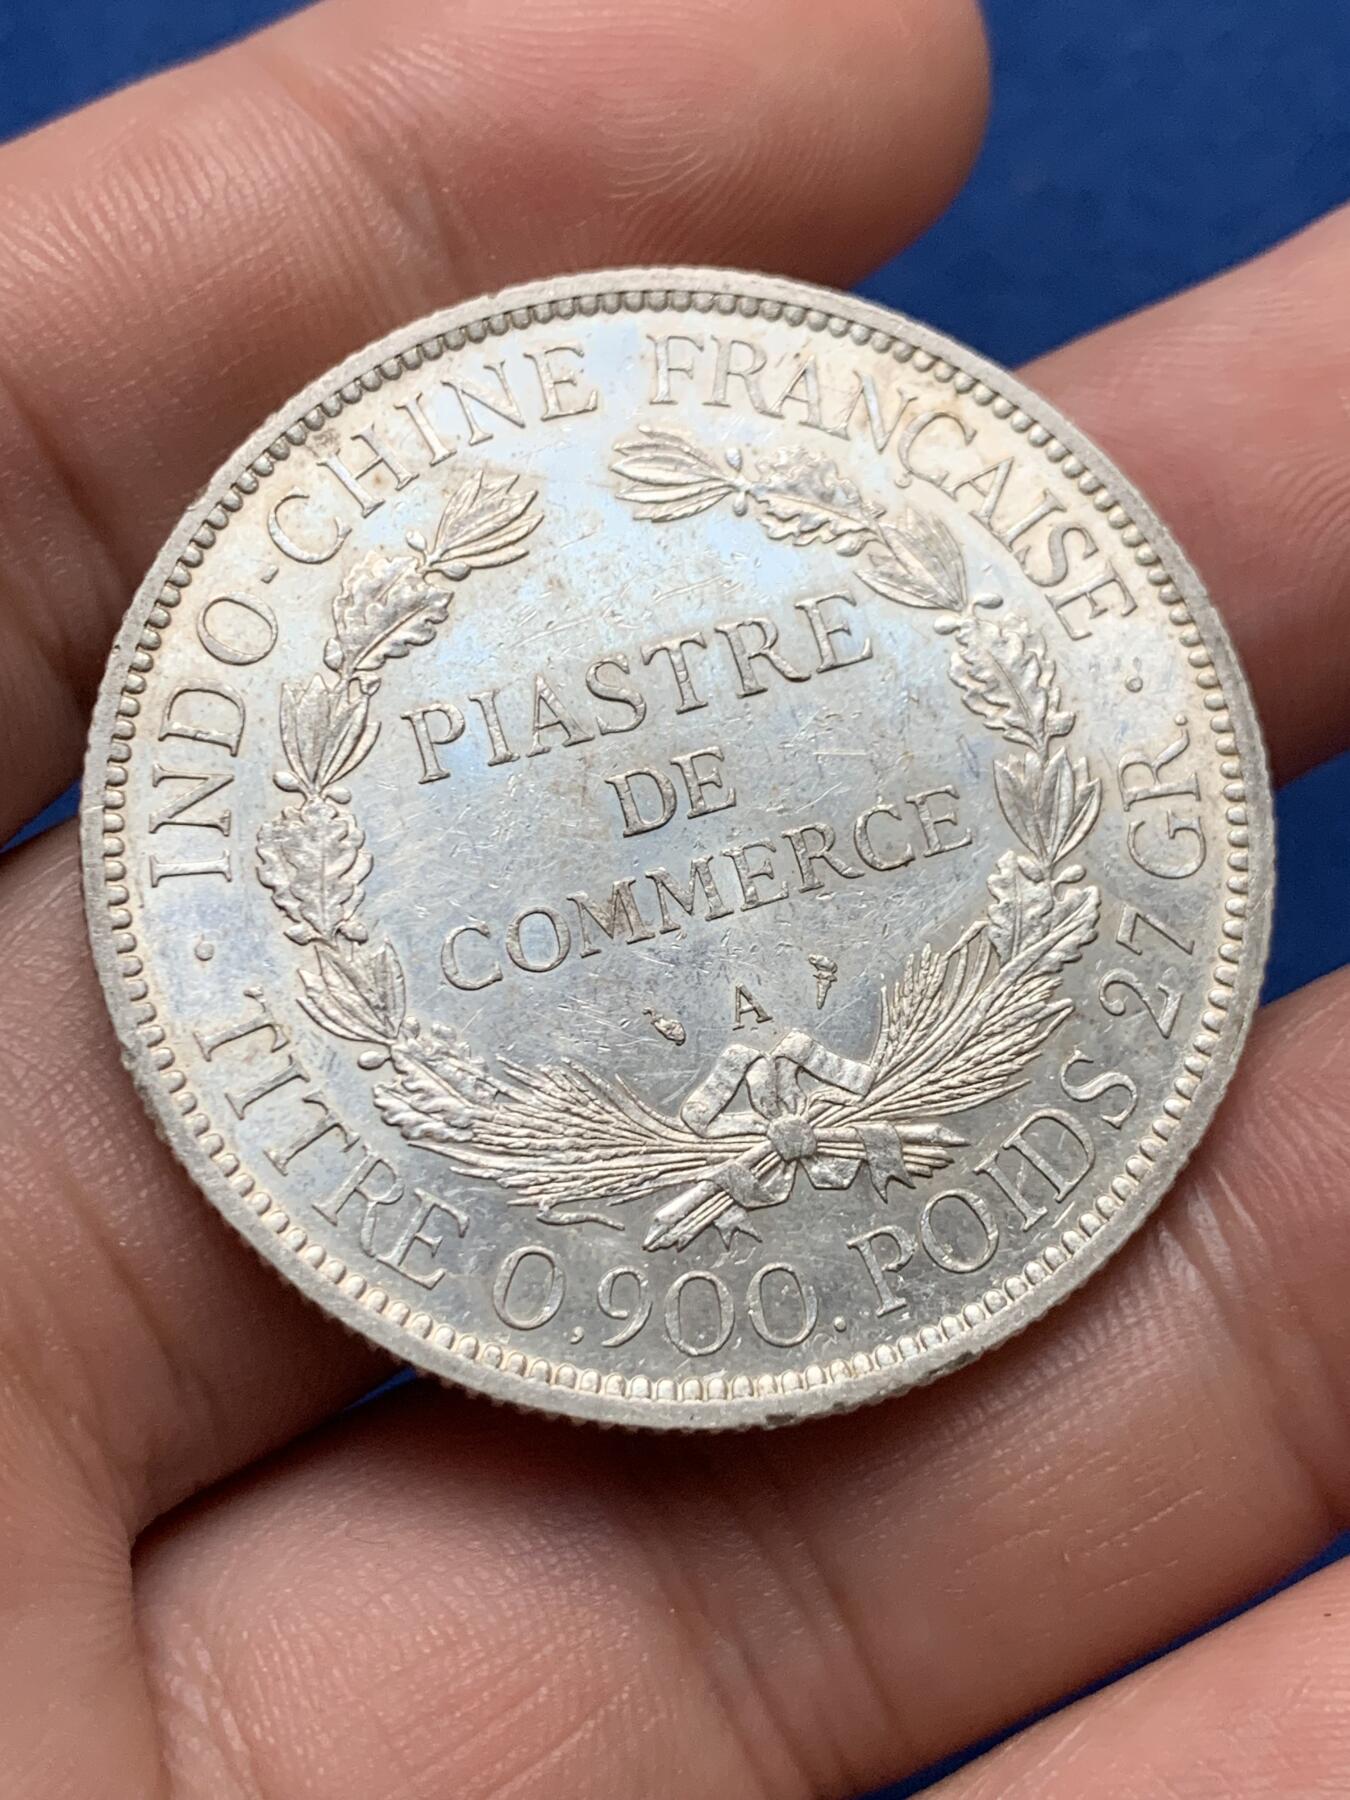 INDO-CHINE FRANÇAISE
PIASTRE
DE
COMMERCE
A
TITRE 0,900. POIDS 27 GR.